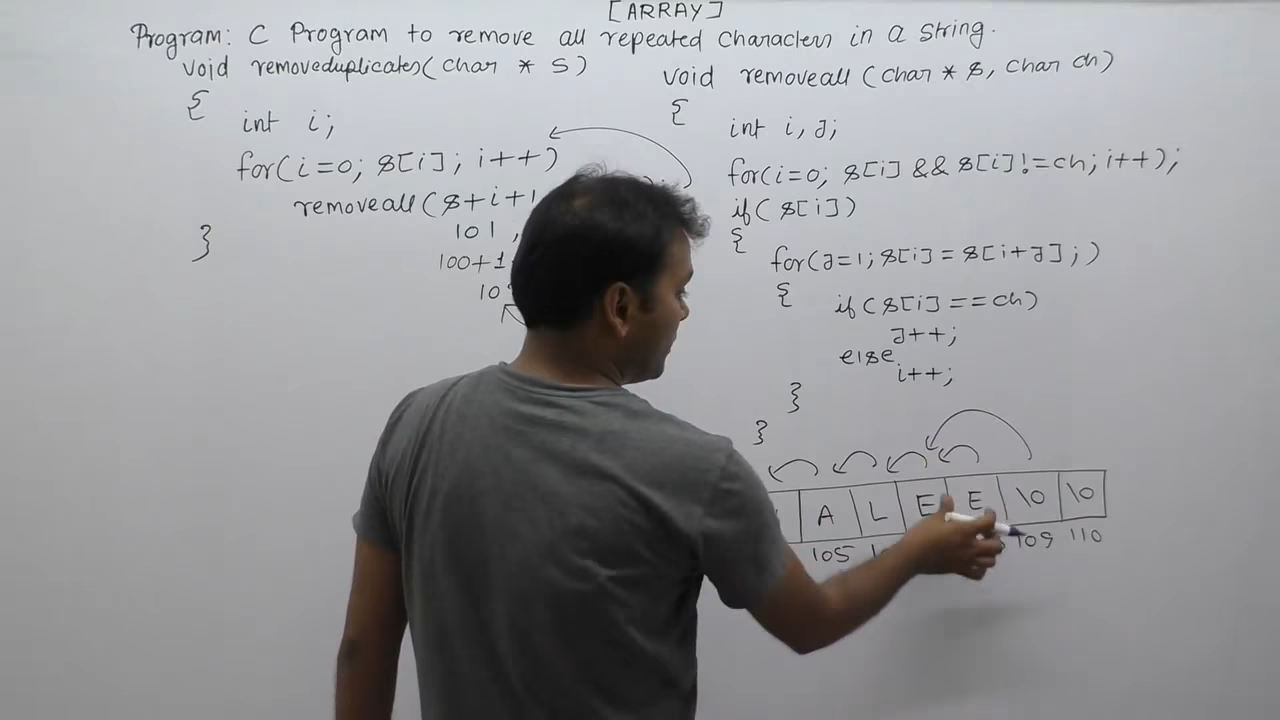 [ARRAY]
Program: C Program to remove all repeated characters in a string.
void removeduplicates(char * s)
{
int i;
for(i=0; s[i]; i++)
removeall(s+i+1
101 ,
100+1
10
}
void removeall (char * s, char ch)
{
int i, J;
for(i=0; s[i] && s[i]!=ch; i++);
if( s[i])
{
for(J=1; s[i] = s[i+J]; )
{ if(s[i] ==ch)
J++;
else
i++;
}
}
A L E E \0 \0
105 109 110